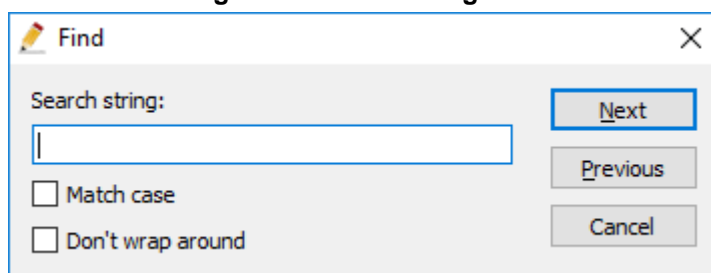 Find
Search string:
Next
Previous
Match case
Cancel
Don't wrap around